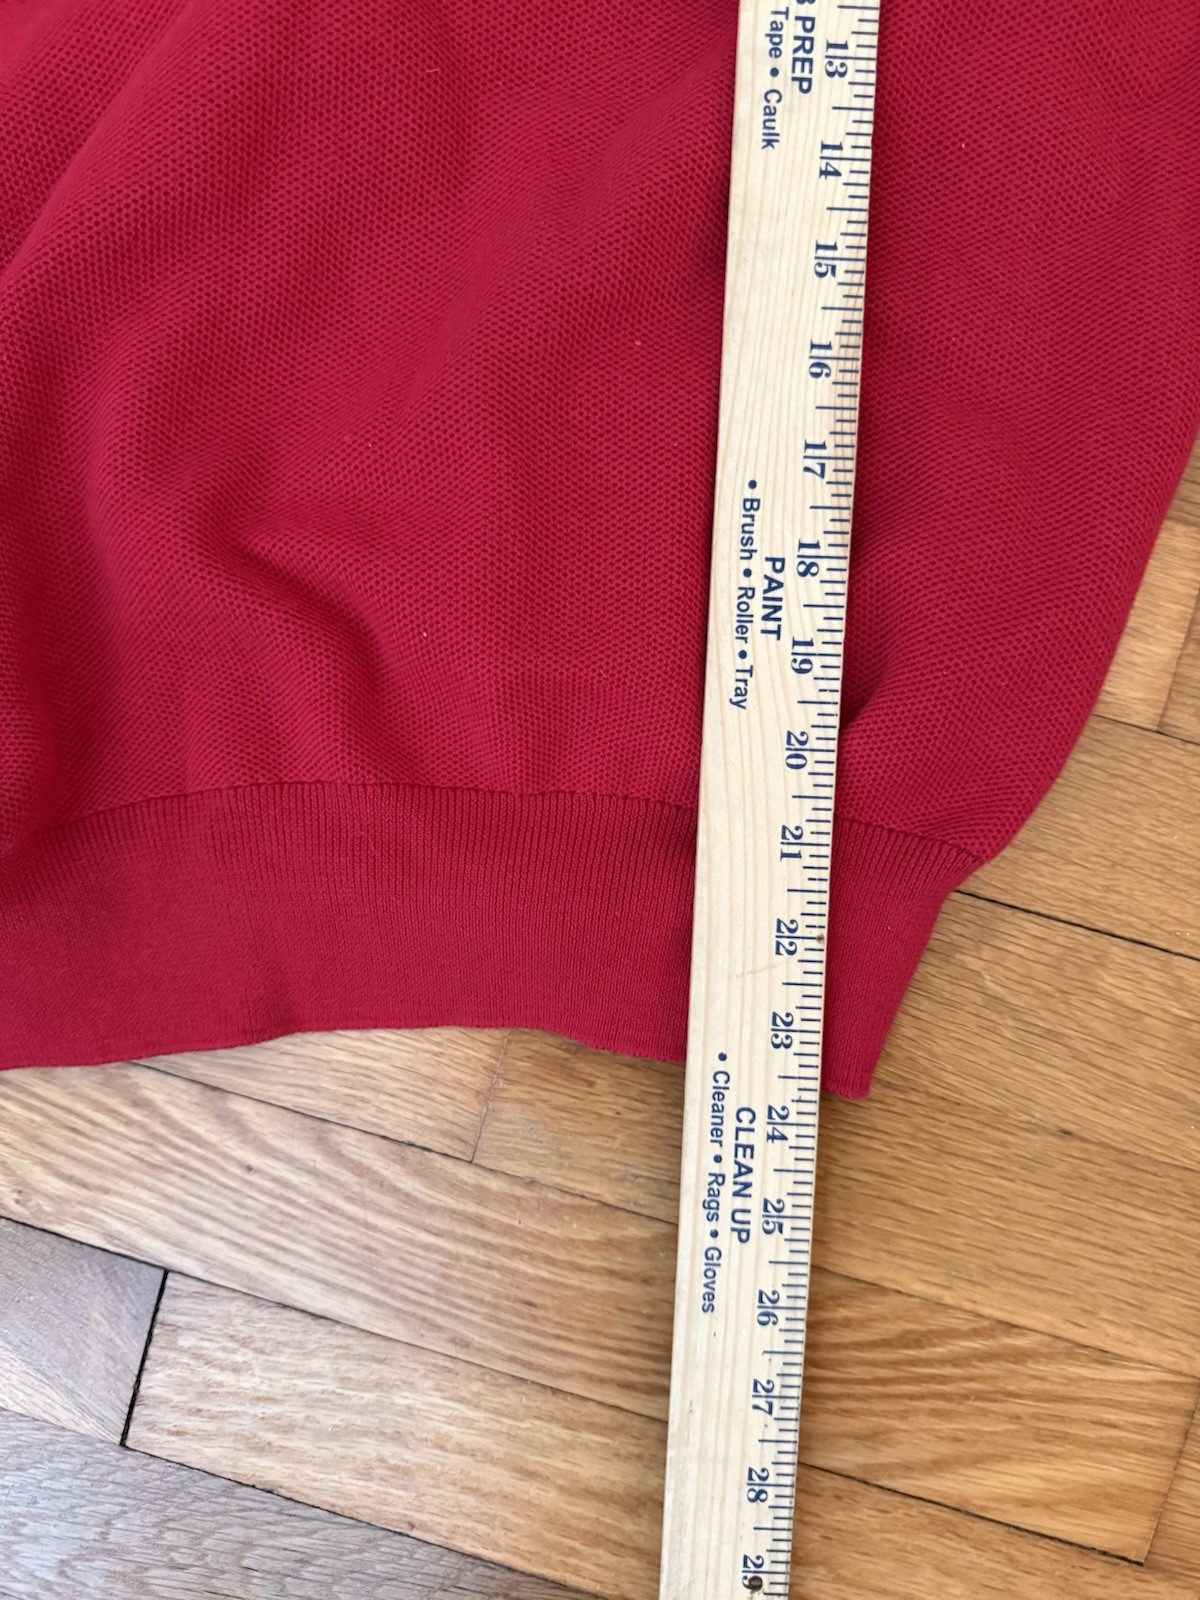 PREP
Tape • Caulk
13
14
15
16
17
18
19
20
21
22
23
24
25
26
27
28
29
PAINT
• Brush • Roller • Tray
CLEAN UP
• Cleaner • Rags • Gloves